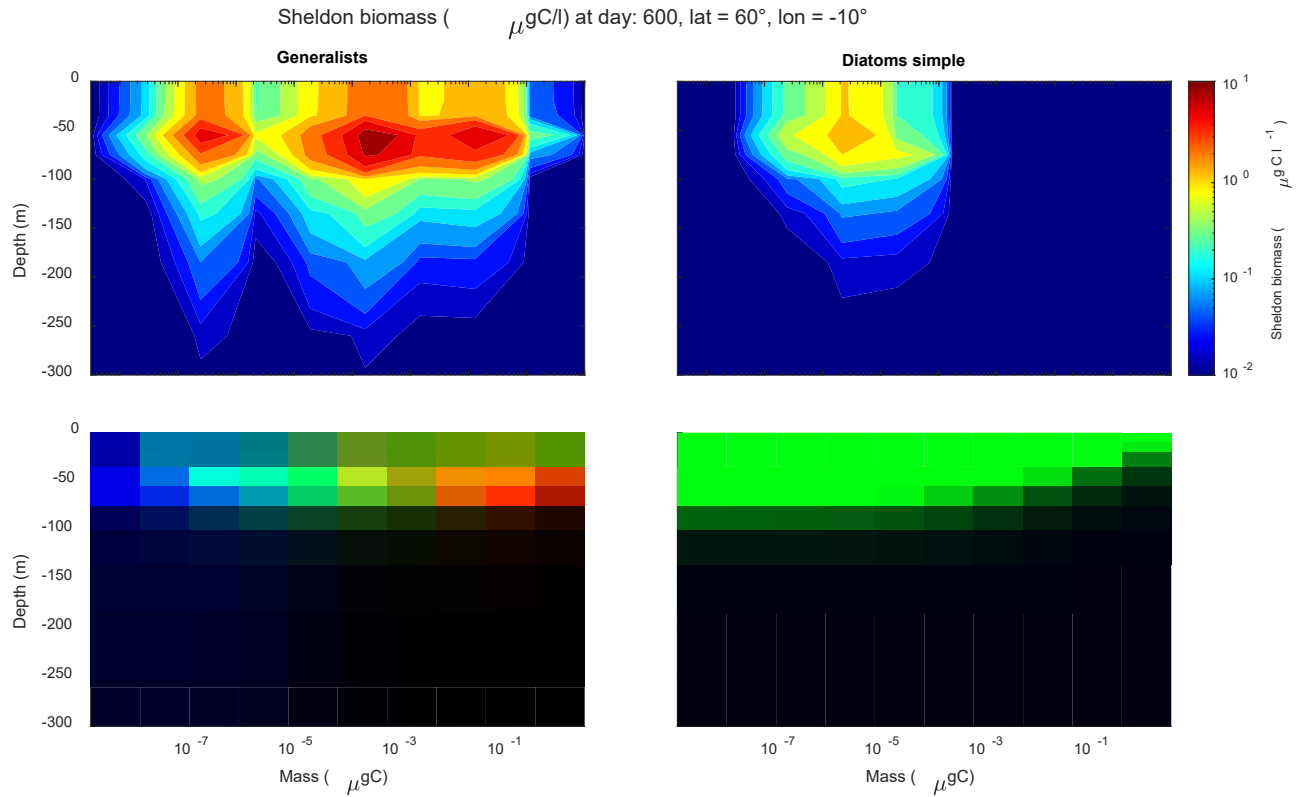 Sheldon biomass ( μgC/l) at day: 600, lat = 60°, lon = -10°
Generalists
Diatoms simple
0
-50
-100
-150
-200
-250
-300
Depth (m)
10 1
10 0
10 -1
10 -2
Sheldon biomass ( μgC l -1 )
0
-50
-100
-150
-200
-250
-300
Depth (m)
10 -7 10 -5 10 -3 10 -1
Mass ( μgC)
10 -7 10 -5 10 -3 10 -1
Mass ( μgC)